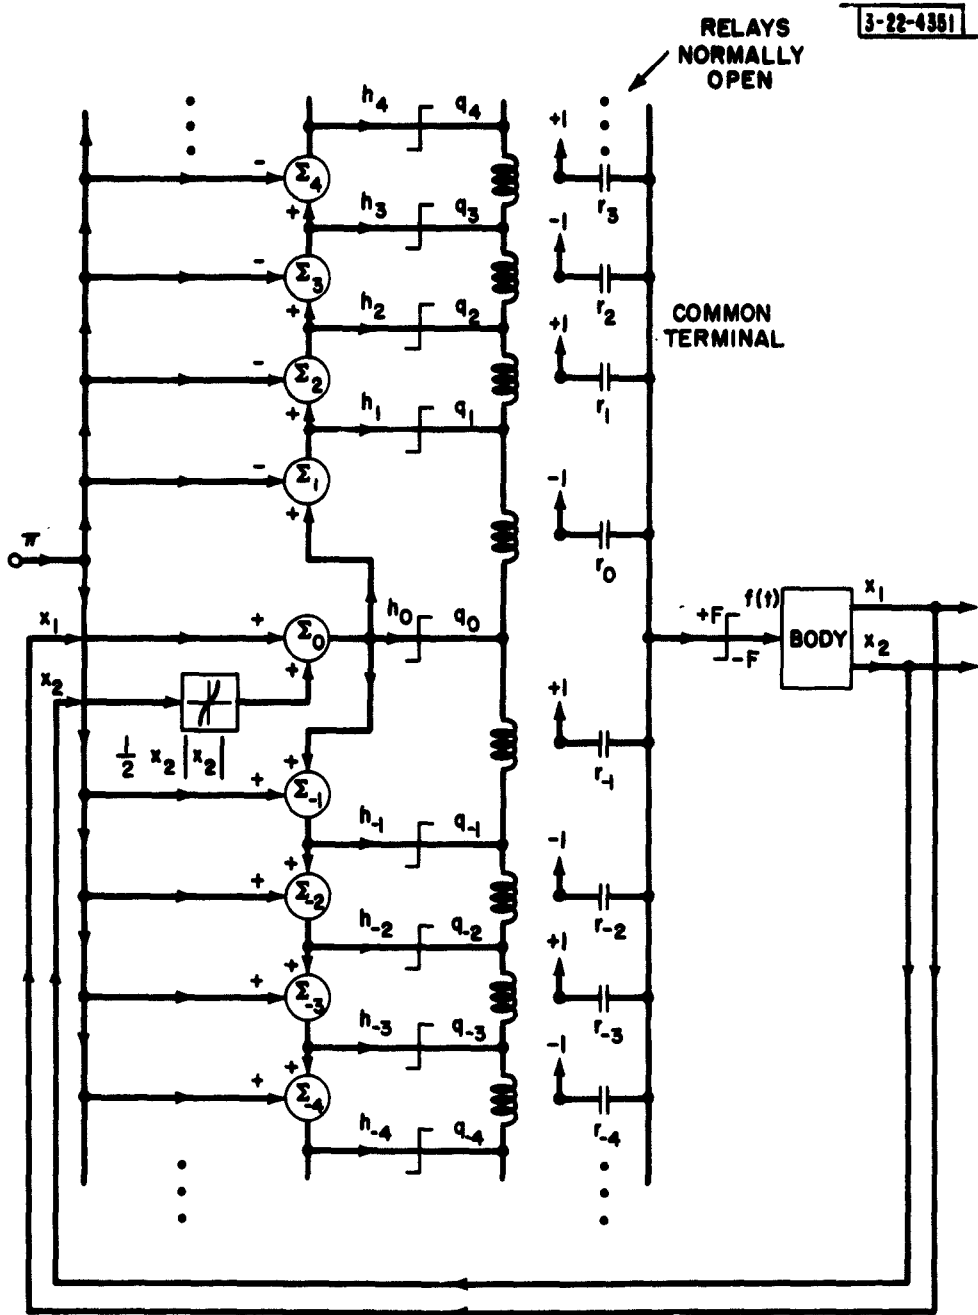 3-22-4351
RELAYS
NORMALLY
OPEN
h4 q4
+1
- Σ4
+
r3
h3 q3
-1
- Σ3
+
r2
h2 q2
+1
COMMON
TERMINAL
- Σ2
+
r1
h1 q1
- Σ1
+
-1
r0
π
x1 + Σ0 h0 q0
+
+F f(t)
-F
BODY
x1
x2
x2
1/2 x2|x2|
+1
r-1
+
+ Σ-1
h-1 q-1
-1
+
+ Σ-2
r-2
h-2 q-2
+1
+
+ Σ-3
r-3
h-3 q-3
-1
+
+ Σ-4
r-4
h-4 q-4